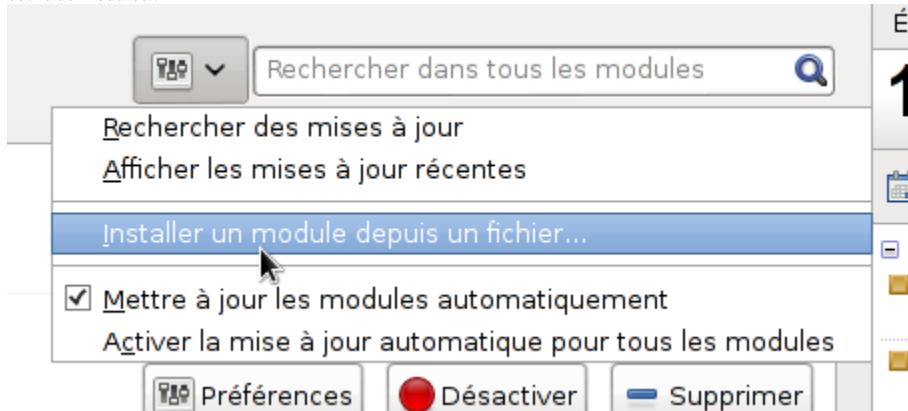 Rechercher dans tous les modules
Rechercher des mises à jour
Afficher les mises à jour récentes
Installer un module depuis un fichier...
Mettre à jour les modules automatiquement
Activer la mise à jour automatique pour tous les modules
Préférences
Désactiver
Supprimer